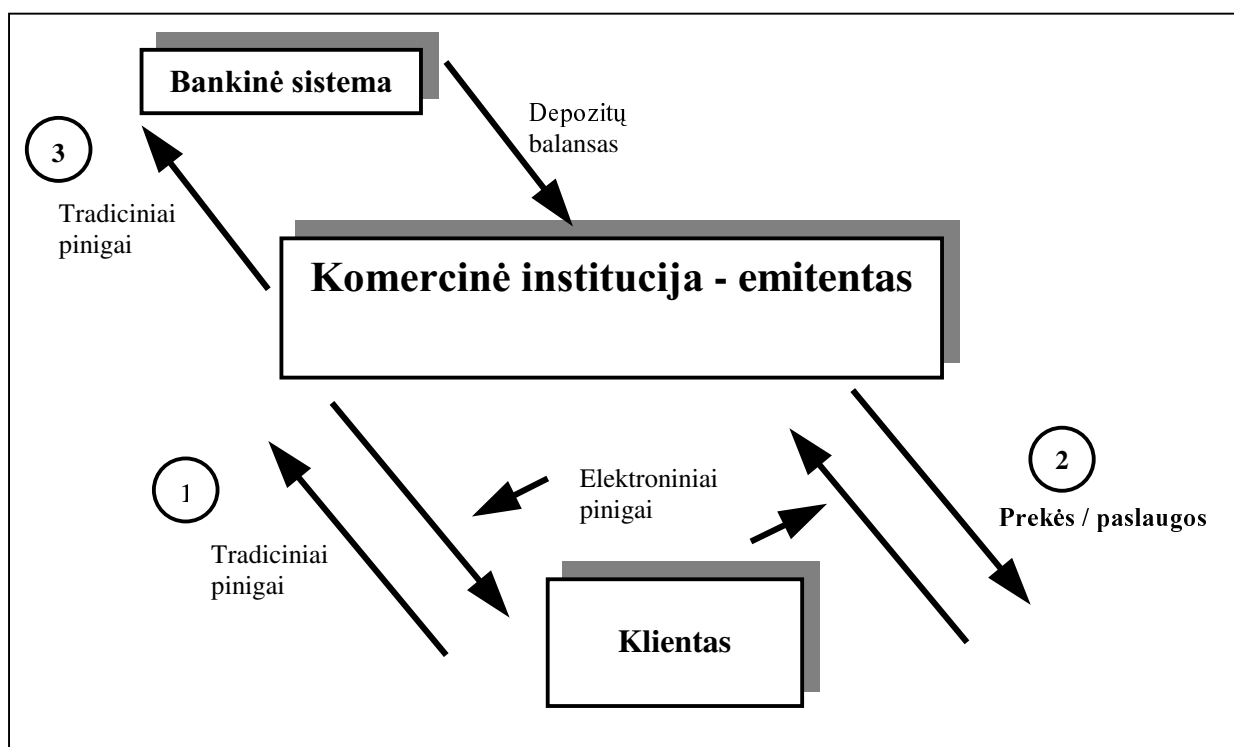 Bankinė sistema
Depozitų
balansas
3
Tradiciniai
pinigai
Komercinė institucija - emitentas
1
Tradiciniai
pinigai
Elektroniniai
pinigai
2
Prekės / paslaugos
Klientas